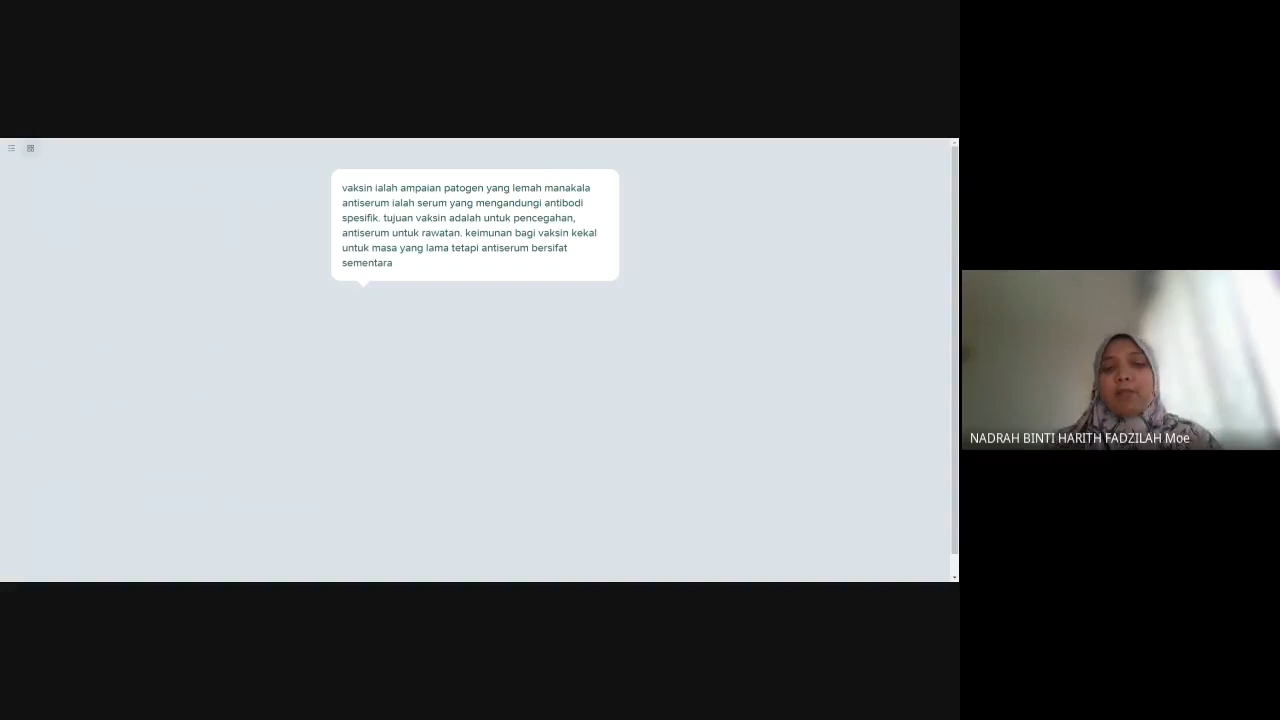 vaksin ialah ampaian patogen yang lemah manakala
antiserum ialah serum yang mengandungi antibodi
spesifik. tujuan vaksin adalah untuk pencegahan,
antiserum untuk rawatan. keimunan bagi vaksin kekal
untuk masa yang lama tetapi antiserum bersifat
sementara
NADRAH BINTI HARITH FADZILAH Moe